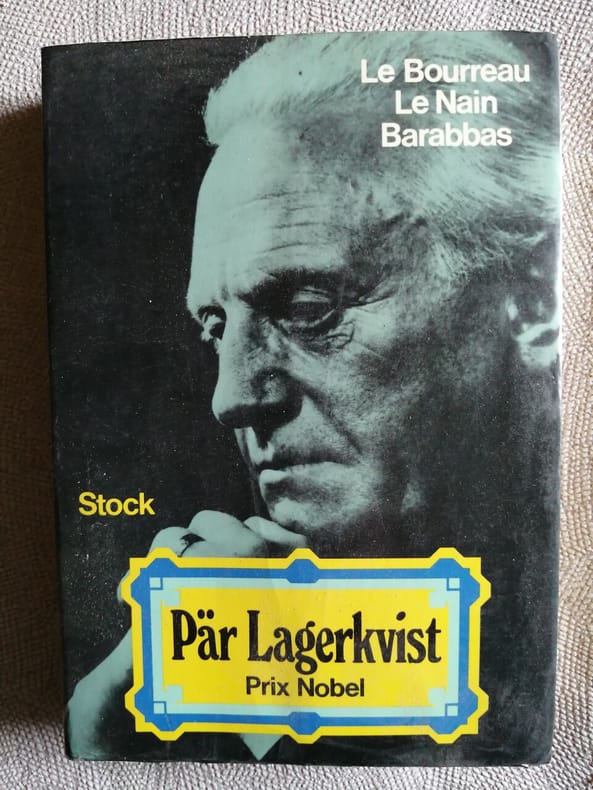 Le Bourreau
Le Nain
Barabbas
Stock
Pär Lagerkvist
Prix Nobel